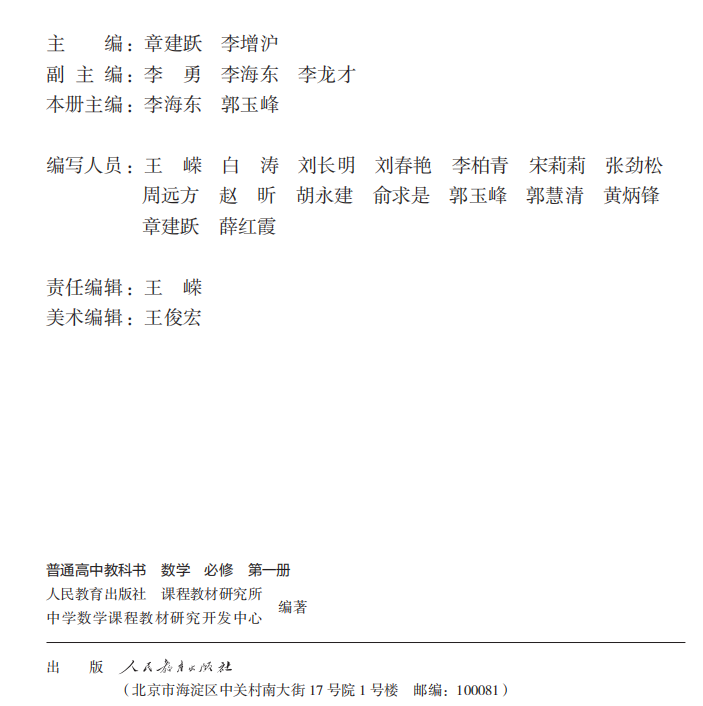 主　　编：章建跃　李增沪
副 主 编：李　勇　李海东　李龙才
本册主编：李海东　郭玉峰
编写人员：王　嵘　白　涛　刘长明　刘春艳　李柏青　宋莉莉　张劲松
周远方　赵　昕　胡永建　俞求是　郭玉峰　郭慧清　黄炳锋
章建跃　薛红霞
责任编辑：王　嵘
美术编辑：王俊宏
普通高中教科书　数学　必修　第一册
人民教育出版社　课程教材研究所
中学数学课程教材研究开发中心　编著
出　　版　人民教育出版社
（北京市海淀区中关村南大街 17 号院 1 号楼　邮编：100081）